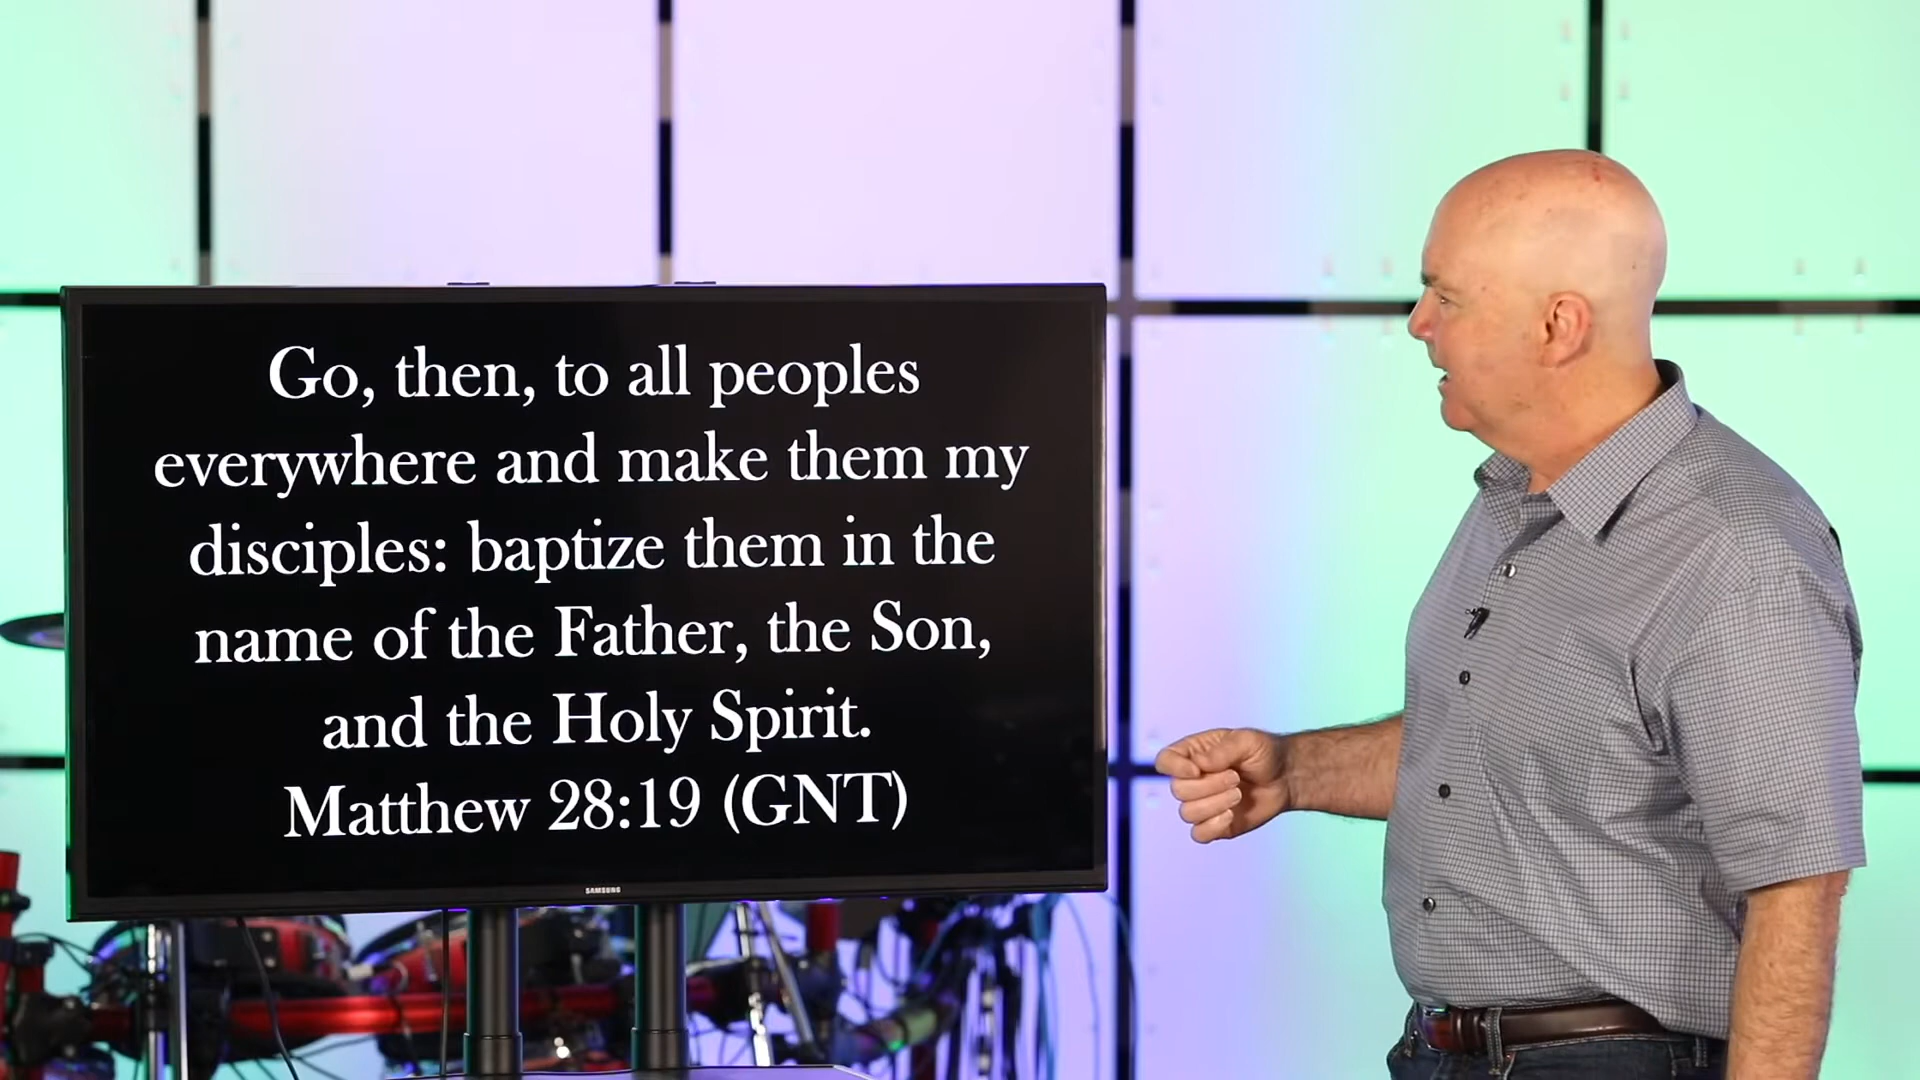 Go, then, to all peoples
everywhere and make them my
disciples: baptize them in the
name of the Father, the Son,
and the Holy Spirit.
Matthew 28:19 (GNT)
SAMSUNG